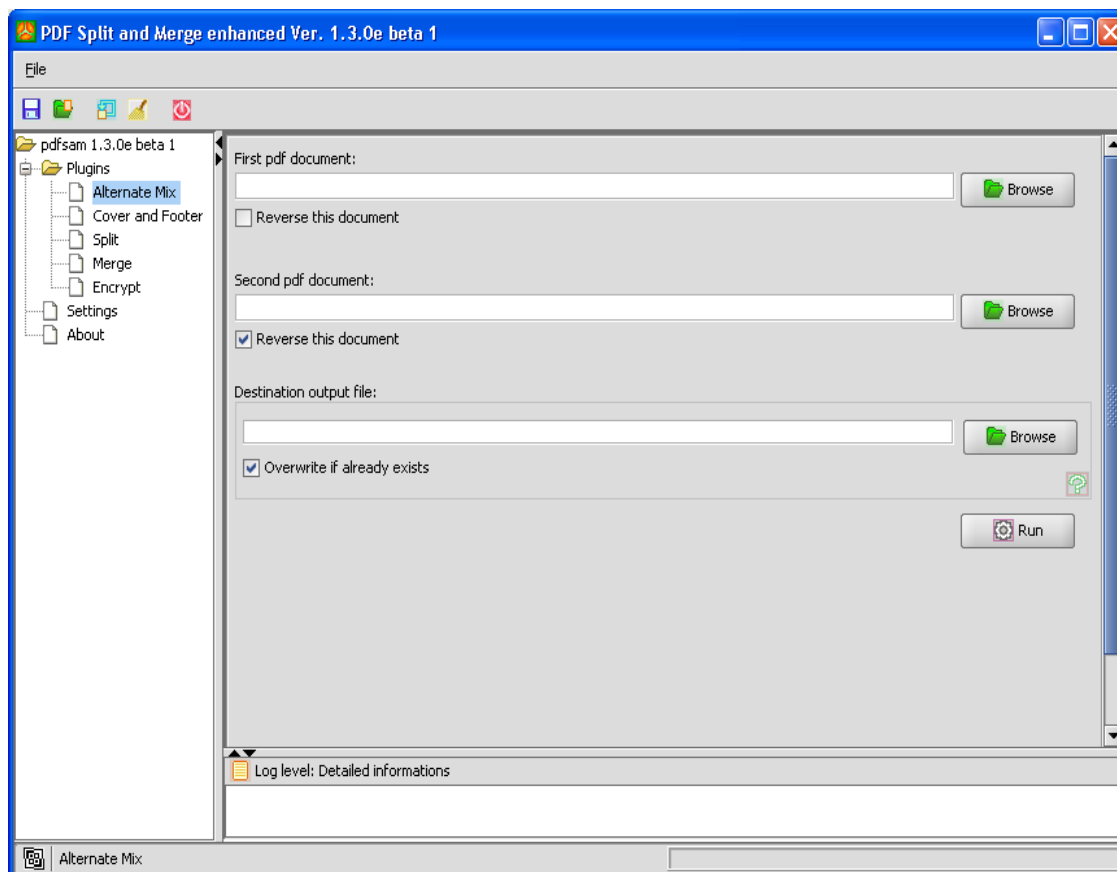 PDF Split and Merge enhanced Ver. 1.3.0e beta 1
File
pdfsam 1.3.0e beta 1
Plugins
Alternate Mix
Cover and Footer
Split
Merge
Encrypt
Settings
About
First pdf document:
Browse
Reverse this document
Second pdf document:
Browse
Reverse this document
Destination output file:
Browse
Overwrite if already exists
Run
Log level: Detailed informations
Alternate Mix